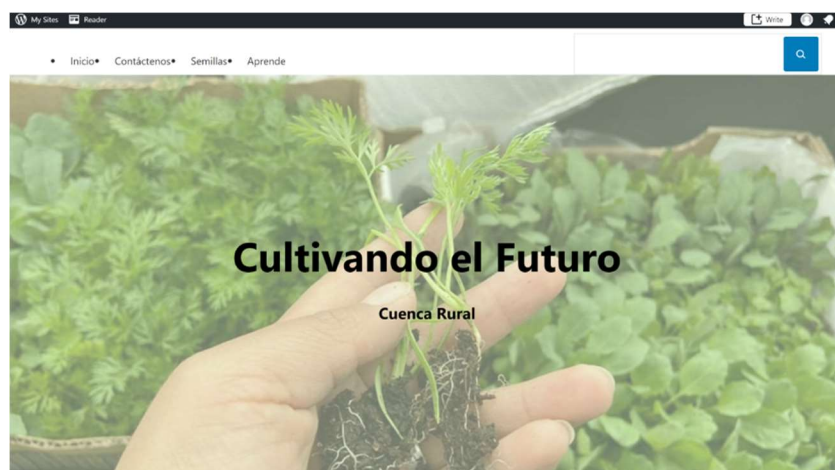 My Sites Reader Write
• Inicio• Contáctenos• Semillas• Aprende
Cultivando el Futuro
Cuenca Rural